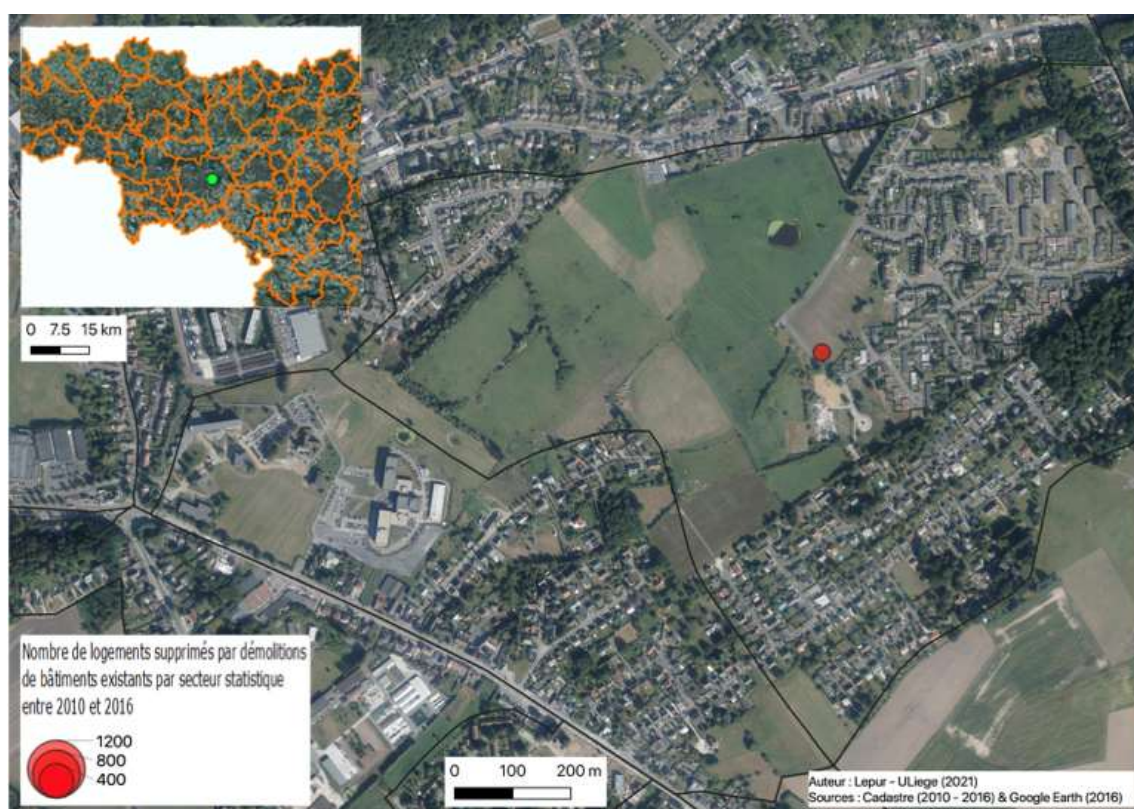 0 7.5 15 km
Nombre de logements supprimés par démolitions
de bâtiments existants par secteur statistique
entre 2010 et 2016
1200
800
400
0 100 200 m
Auteur : Lepur - ULiege (2021)
Sources : Cadastre (2010 - 2016) & Google Earth (2016)